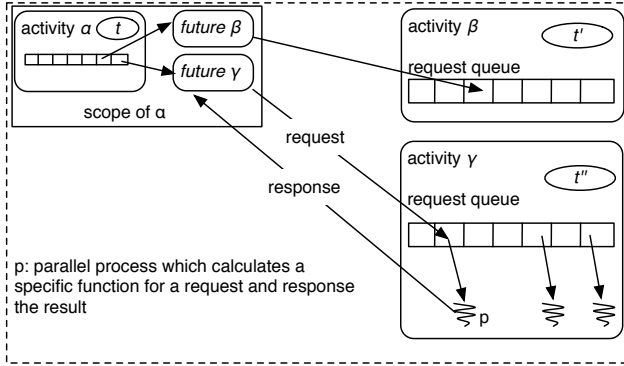 activity α
t
future β
future γ
scope of α
activity β
t'
request queue
activity γ
t"
request queue
request
response
p
p: parallel process which calculates a
specific function for a request and response
the result